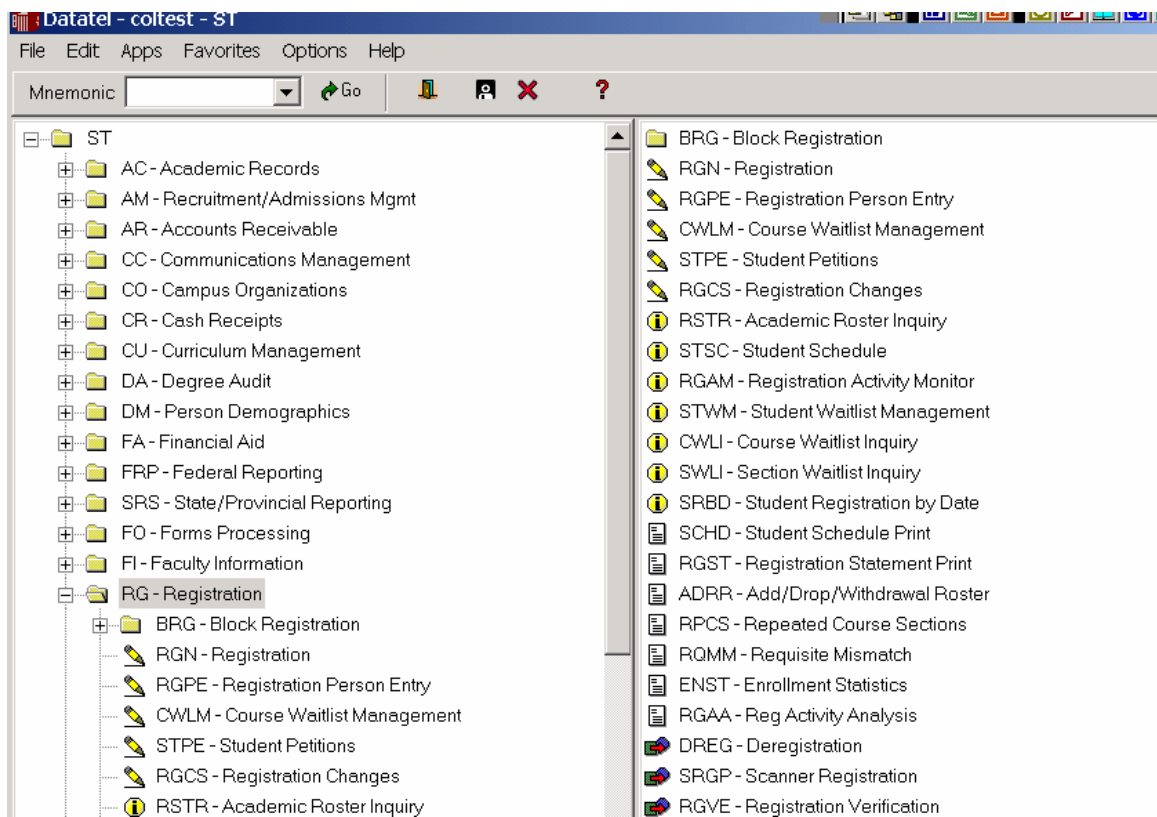 Datatel - coltest - ST
File Edit Apps Favorites Options Help
Mnemonic Go ?
ST
AC - Academic Records
AM - Recruitment/Admissions Mgmt
AR - Accounts Receivable
CC - Communications Management
CO - Campus Organizations
CR - Cash Receipts
CU - Curriculum Management
DA - Degree Audit
DM - Person Demographics
FA - Financial Aid
FRP - Federal Reporting
SRS - State/Provincial Reporting
FO - Forms Processing
FI - Faculty Information
RG - Registration
BRG - Block Registration
RGN - Registration
RGPE - Registration Person Entry
CWLM - Course Waitlist Management
STPE - Student Petitions
RGCS - Registration Changes
RSTR - Academic Roster Inquiry
BRG - Block Registration
RGN - Registration
RGPE - Registration Person Entry
CWLM - Course Waitlist Management
STPE - Student Petitions
RGCS - Registration Changes
RSTR - Academic Roster Inquiry
STSC - Student Schedule
RGAM - Registration Activity Monitor
STWM - Student Waitlist Management
CWLI - Course Waitlist Inquiry
SWLI - Section Waitlist Inquiry
SRBD - Student Registration by Date
SCHD - Student Schedule Print
RGST - Registration Statement Print
ADRR - Add/Drop/Withdrawal Roster
RPCS - Repeated Course Sections
RQMM - Requisite Mismatch
ENST - Enrollment Statistics
RGAA - Reg Activity Analysis
DREG - Deregistration
SRGP - Scanner Registration
RGVE - Registration Verification